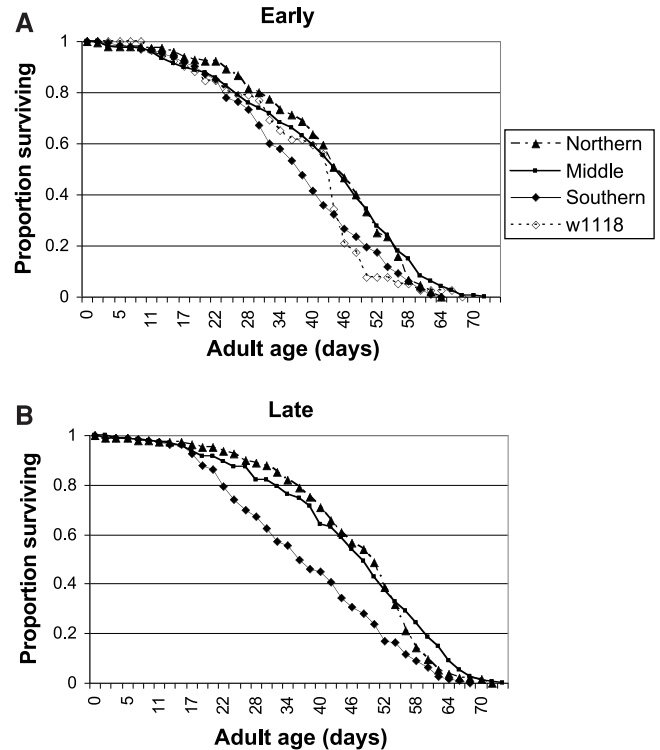 A
Early
Proportion surviving
1
0.8
0.6
0.4
0.2
0
0 5 11 17 22 28 34 40 46 52 58 64 70
Adult age (days)
Northern
Middle
Southern
w1118
B
Late
Proportion surviving
1
0.8
0.6
0.4
0.2
0
0 5 11 17 22 28 34 40 46 52 58 64 70
Adult age (days)